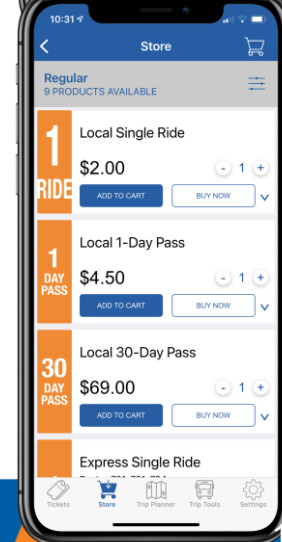 10:31
Store
Regular
9 PRODUCTS AVAILABLE
1
RIDE
Local Single Ride
$2.00
- 1 +
ADD TO CART
BUY NOW
1
DAY
PASS
Local 1-Day Pass
$4.50
- 1 +
ADD TO CART
BUY NOW
30
DAY
PASS
Local 30-Day Pass
$69.00
- 1 +
ADD TO CART
BUY NOW
Express Single Ride
Tickets
Store
Trip Planner
Trip Tools
Settings